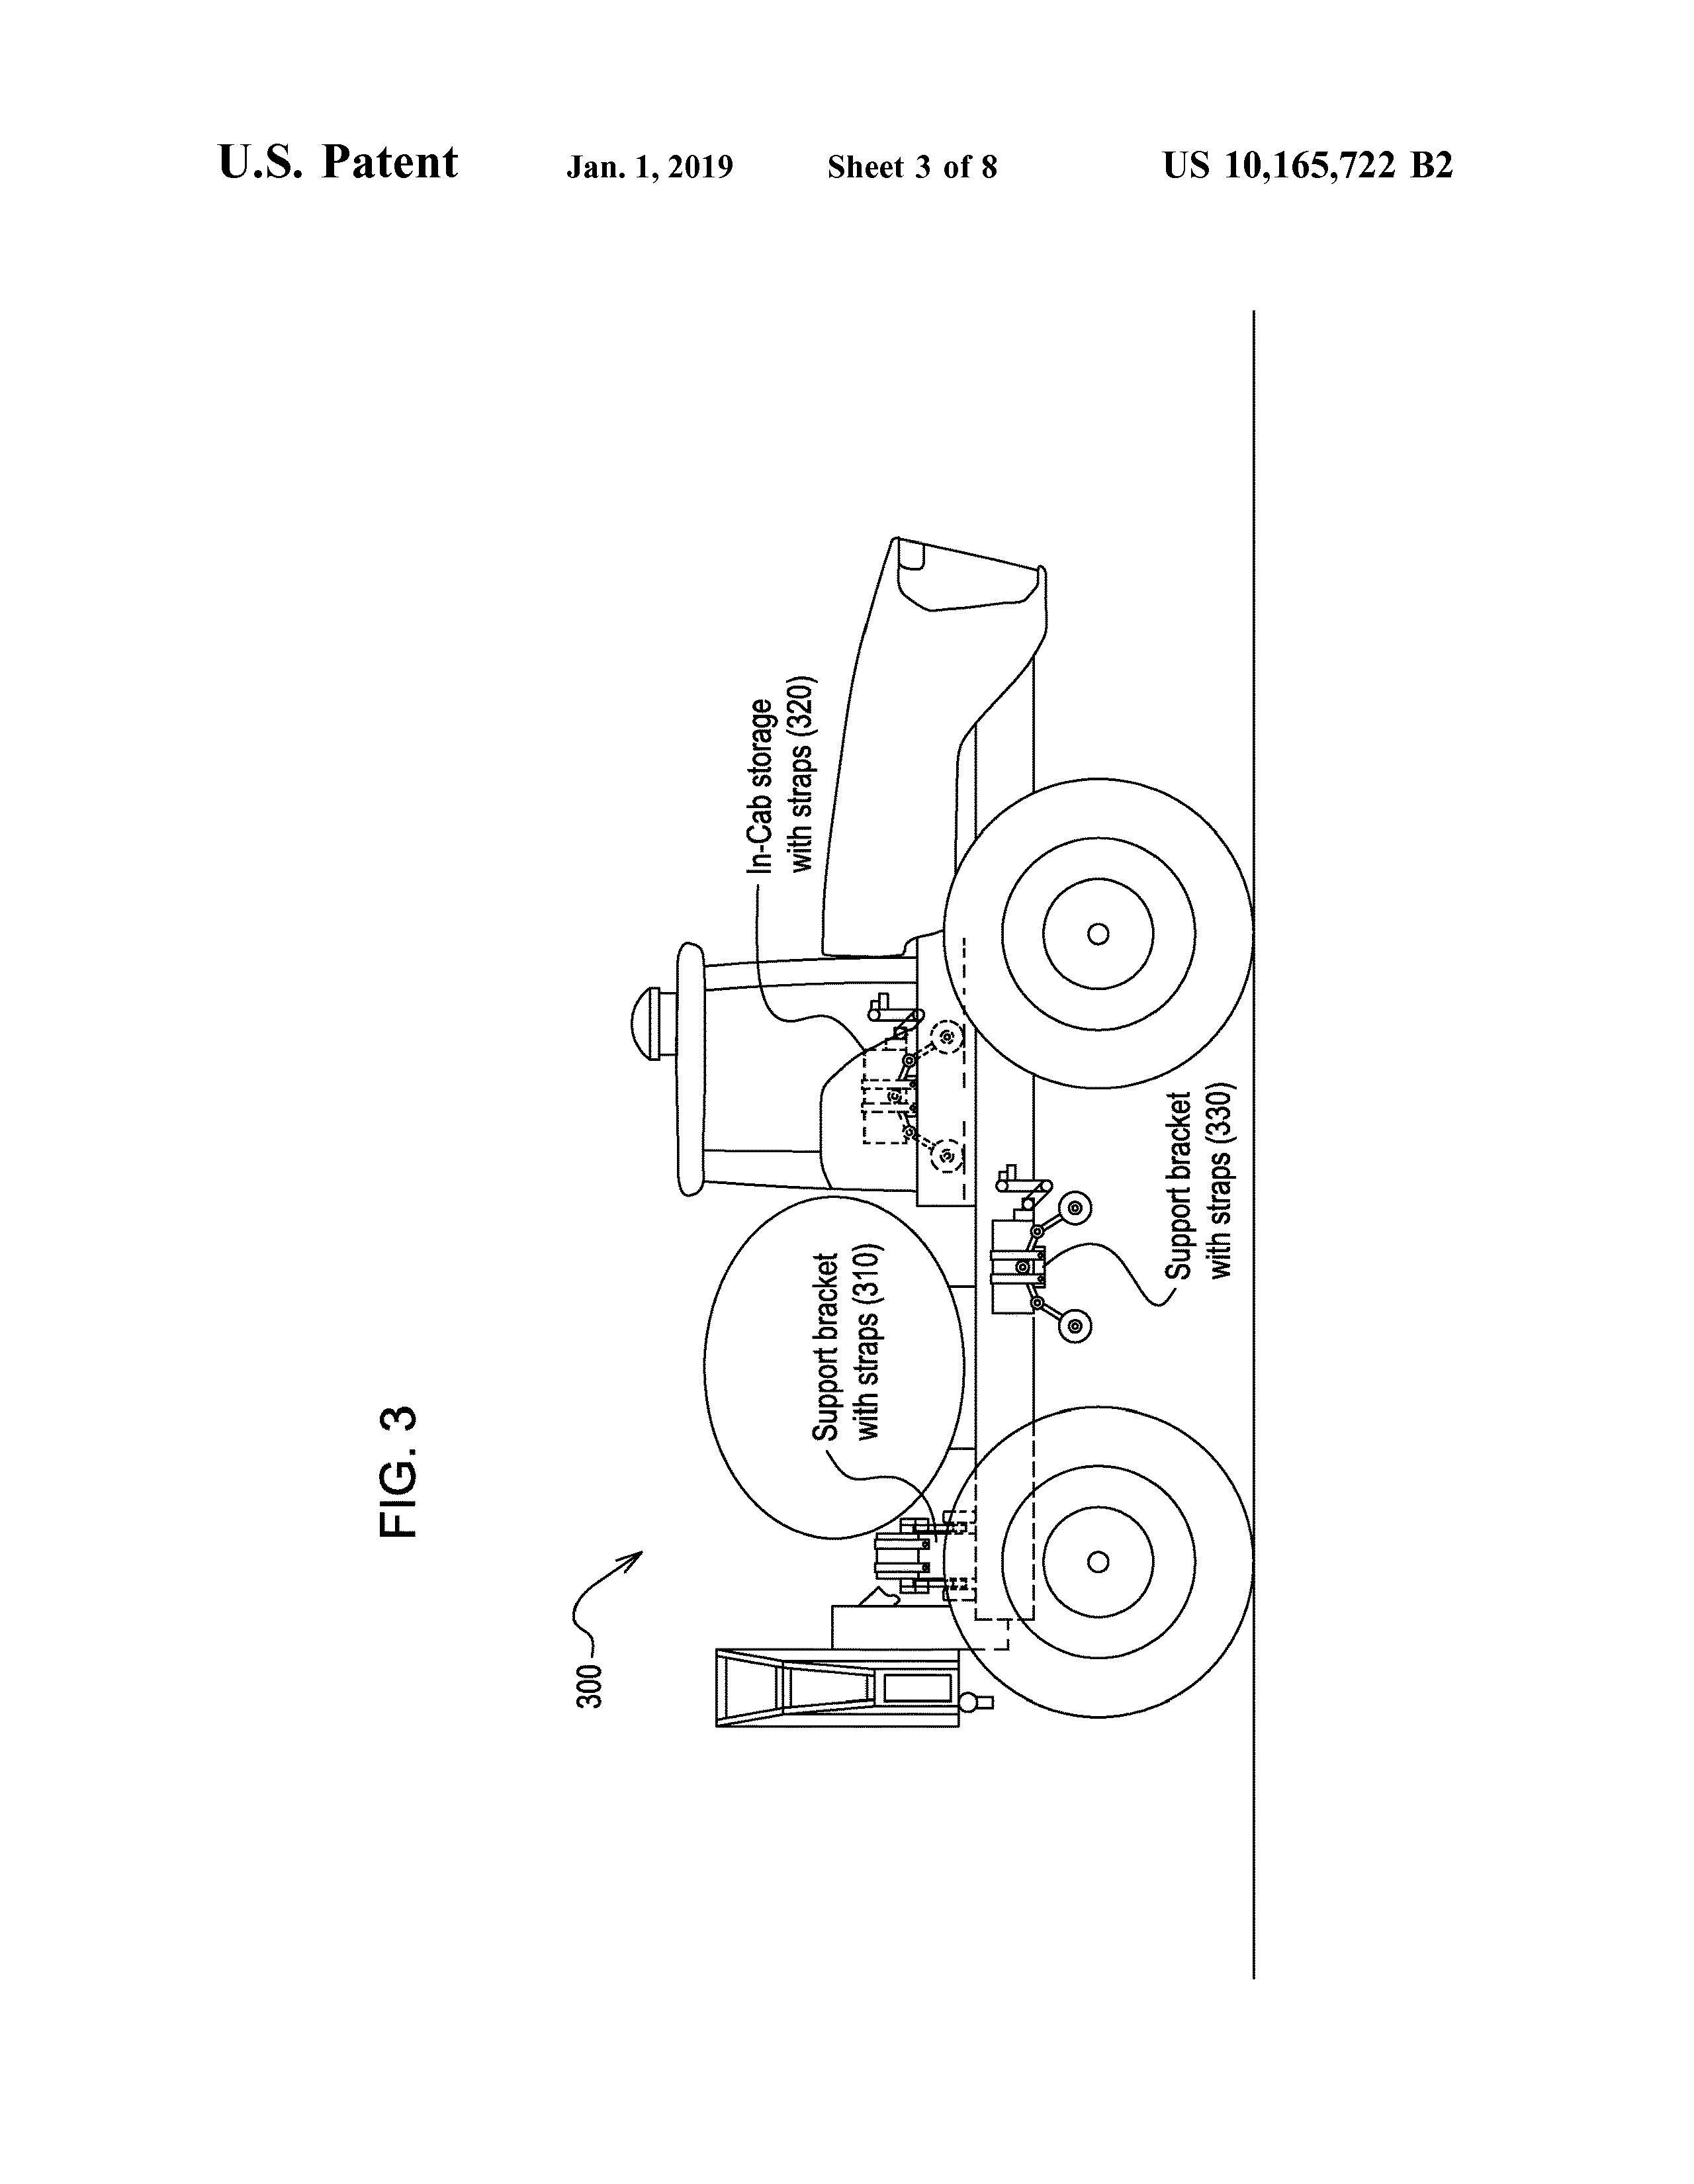 U.S. Patent Jan. 1, 2019 Sheet 3 of 8 US 10,165,722 B2
FIG. 3
300
In-Cab storage
with straps (320)
Support bracket
with straps (310)
Support bracket
with straps (330)